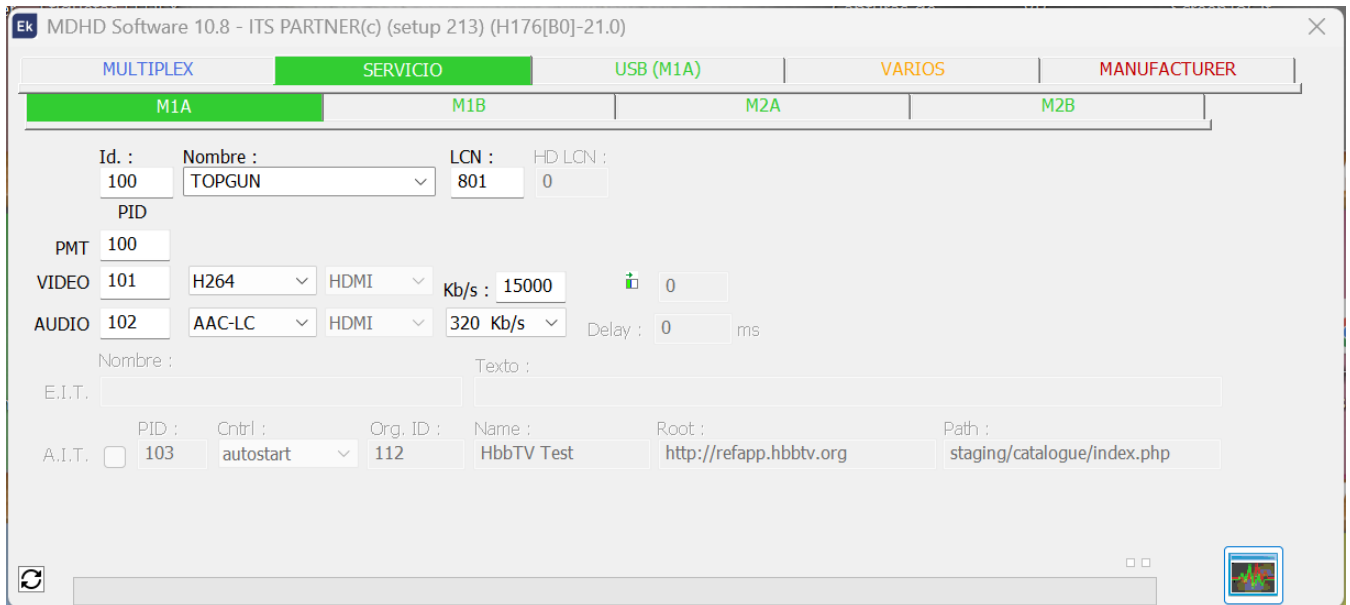 Ek MDHD Software 10.8 - ITS PARTNER(c) (setup 213) (H176[B0]-21.0)
MULTIPLEX SERVICIO USB (M1A) VARIOS MANUFACTURER
M1A M1B M2A M2B
Id. : Nombre : LCN : HD LCN :
100 TOPGUN 801 0
PID
PMT 100
VIDEO 101 H264 HDMI Kb/s : 15000 0
AUDIO 102 AAC-LC HDMI 320 Kb/s Delay : 0 ms
Nombre : Texto :
E.I.T.
PID : Cntrl : Org. ID : Name : Root : Path :
A.I.T. 103 autostart 112 HbbTV Test http://refapp.hbbtv.org staging/catalogue/index.php